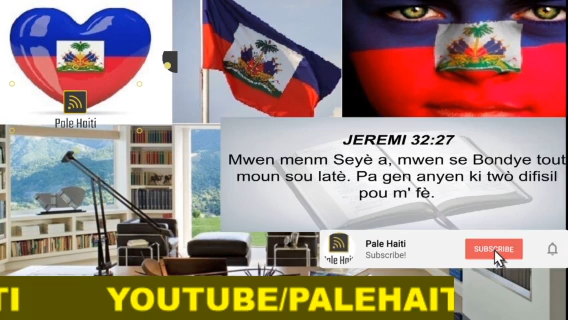 Pale Haiti
JEREMI 32:27
Mwen menm Seyè a, mwen se Bondye tout
moun sou latè. Pa gen anyen ki twò difisil
pou m' fè.
Pale Haiti
Subscribe!
SUBSCRIBE
TI
YOUTUBE/PALEHAIT